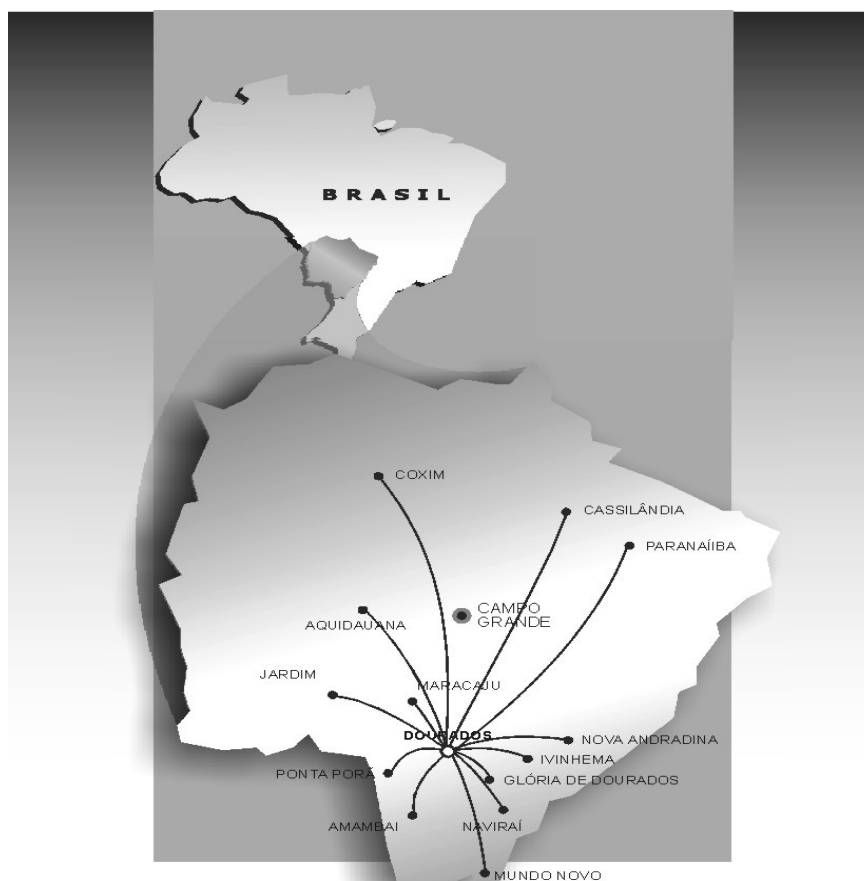 BRASIL
COXIM
CASSILÂNDIA
PARANAÍIBA
CAMPO
GRANDE
AQUIDAUANA
JARDIM
MARACAJU
DOURADOS
NOVA ANDRADINA
IVINHEMA
PONTA PORÃ
GLÓRIA DE DOURADOS
AMAMBAI
NAVIRAÍ
MUNDO NOVO